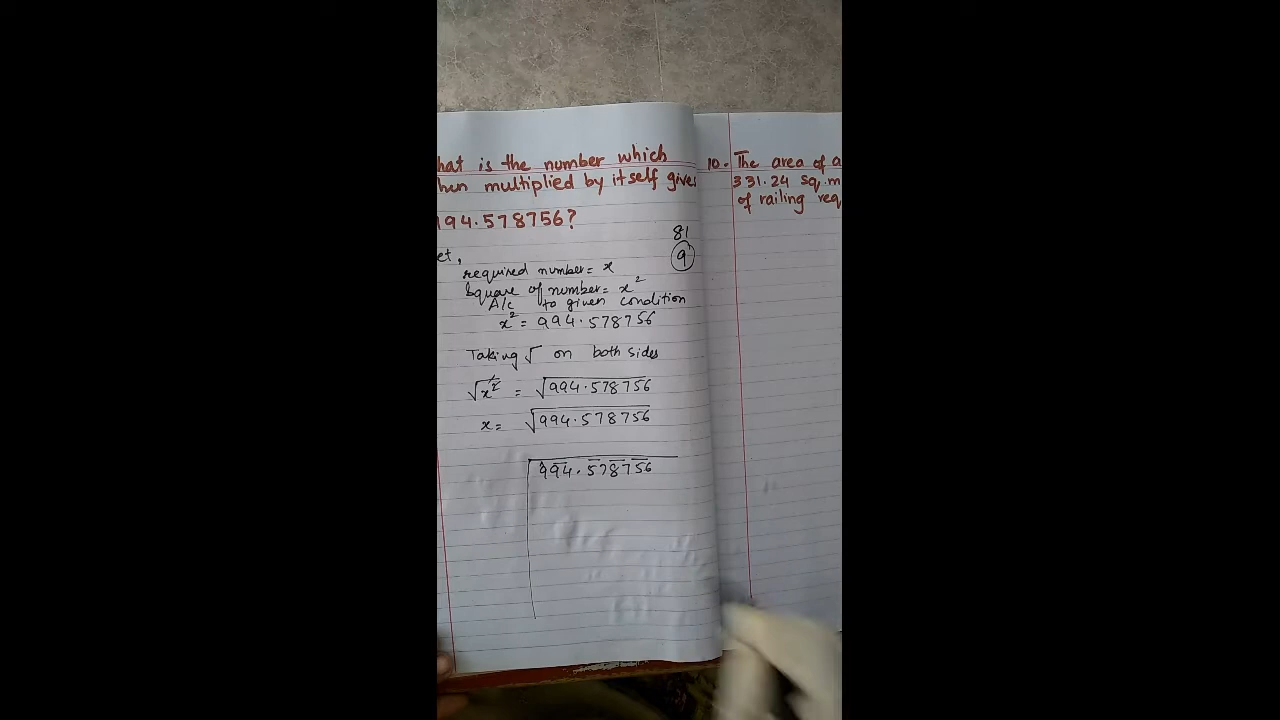 hat is the number which
hen multiplied by itself gives
994.578756?
81
9
et,
required number = x
Square of number = x²
A/c to given condition
x² = 994.578756
Taking √ on both sides
√x² = √994.578756
x = √994.578756
994.578756
10. The area of a
331.24 sq.m
of railing req